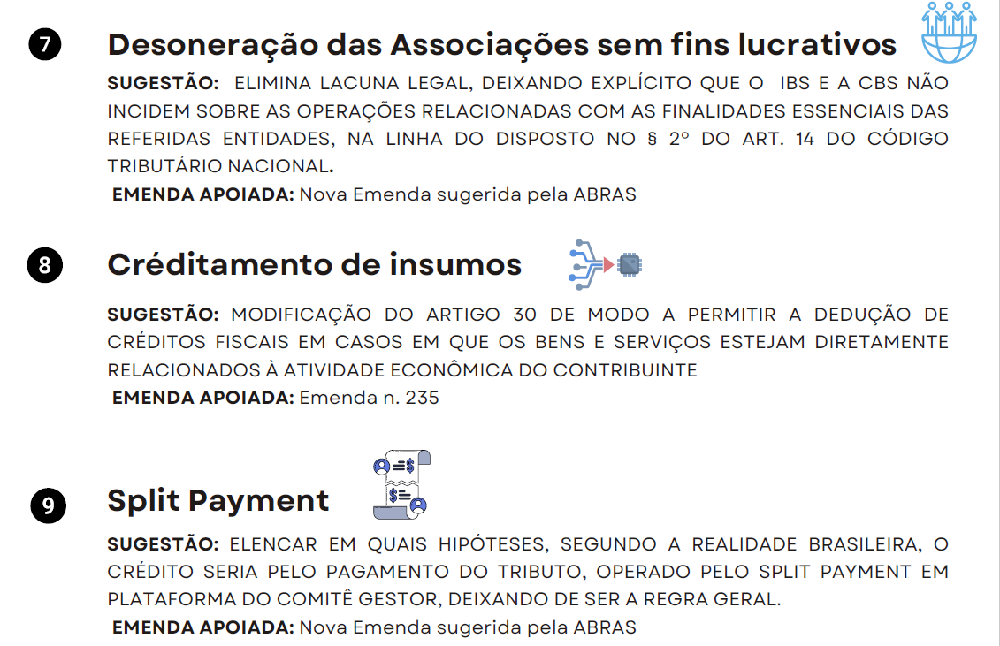 7
Desoneração das Associações sem fins lucrativos
SUGESTÃO: ELIMINA LACUNA LEGAL, DEIXANDO EXPLÍCITO QUE O IBS E A CBS NÃO
INCIDEM SOBRE AS OPERAÇÕES RELACIONADAS COM AS FINALIDADES ESSENCIAIS DAS
REFERIDAS ENTIDADES, NA LINHA DO DISPOSTO NO § 2º DO ART. 14 DO CÓDIGO
TRIBUTÁRIO NACIONAL.
EMENDA APOIADA: Nova Emenda sugerida pela ABRAS
8
Créditamento de insumos
SUGESTÃO: MODIFICAÇÃO DO ARTIGO 30 DE MODO A PERMITIR A DEDUÇÃO DE
CRÉDITOS FISCAIS EM CASOS EM QUE OS BENS E SERVIÇOS ESTEJAM DIRETAMENTE
RELACIONADOS À ATIVIDADE ECONÔMICA DO CONTRIBUINTE
EMENDA APOIADA: Emenda n. 235
9
Split Payment
SUGESTÃO: ELENCAR EM QUAIS HIPÓTESES, SEGUNDO A REALIDADE BRASILEIRA, O
CRÉDITO SERIA PELO PAGAMENTO DO TRIBUTO, OPERADO PELO SPLIT PAYMENT EM
PLATAFORMA DO COMITÊ GESTOR, DEIXANDO DE SER A REGRA GERAL.
EMENDA APOIADA: Nova Emenda sugerida pela ABRAS